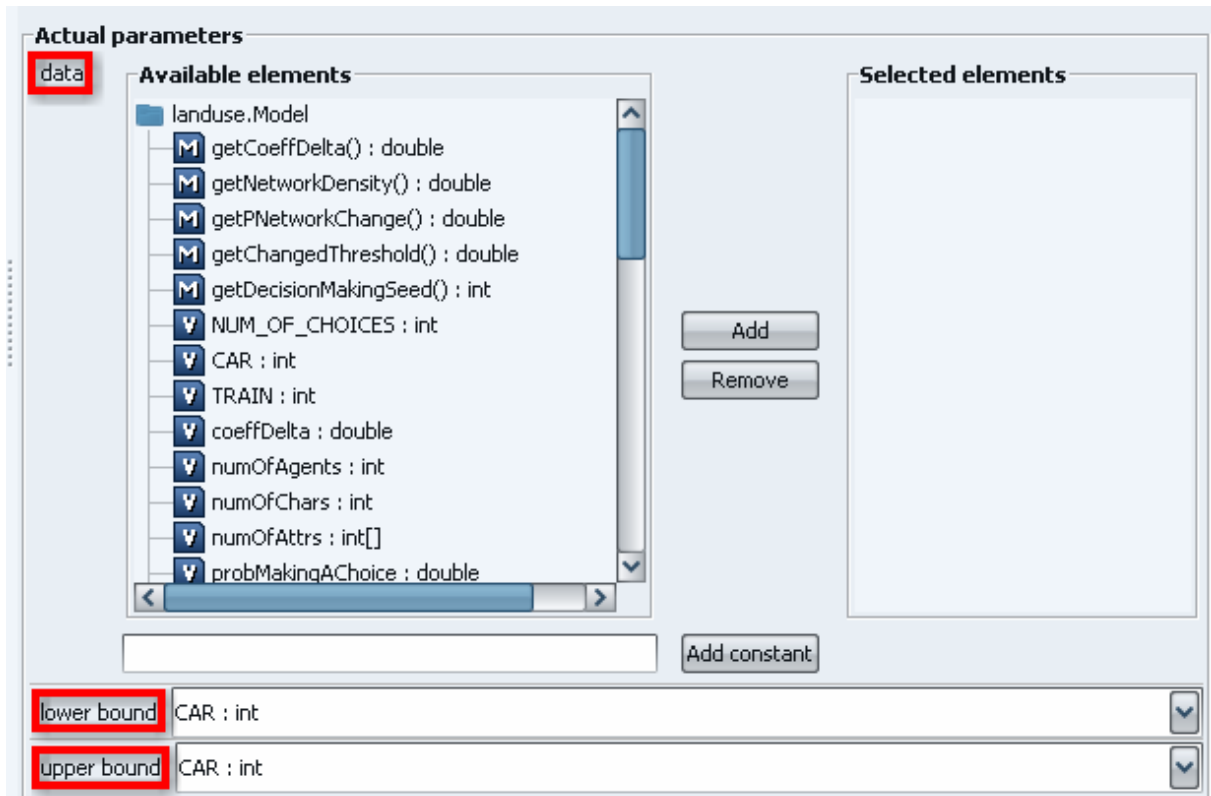 Actual parameters
data
Available elements
Selected elements
landuse.Model
M getCoeffDelta() : double
M getNetworkDensity() : double
M getPNetworkChange() : double
M getChangedThreshold() : double
M getDecisionMakingSeed() : int
V NUM_OF_CHOICES : int
V CAR : int
V TRAIN : int
V coeffDelta : double
V numOfAgents : int
V numOfChars : int
V numOfAttrs : int[]
V probMakingAChoice : double
Add
Remove
Add constant
lower bound CAR : int
upper bound CAR : int